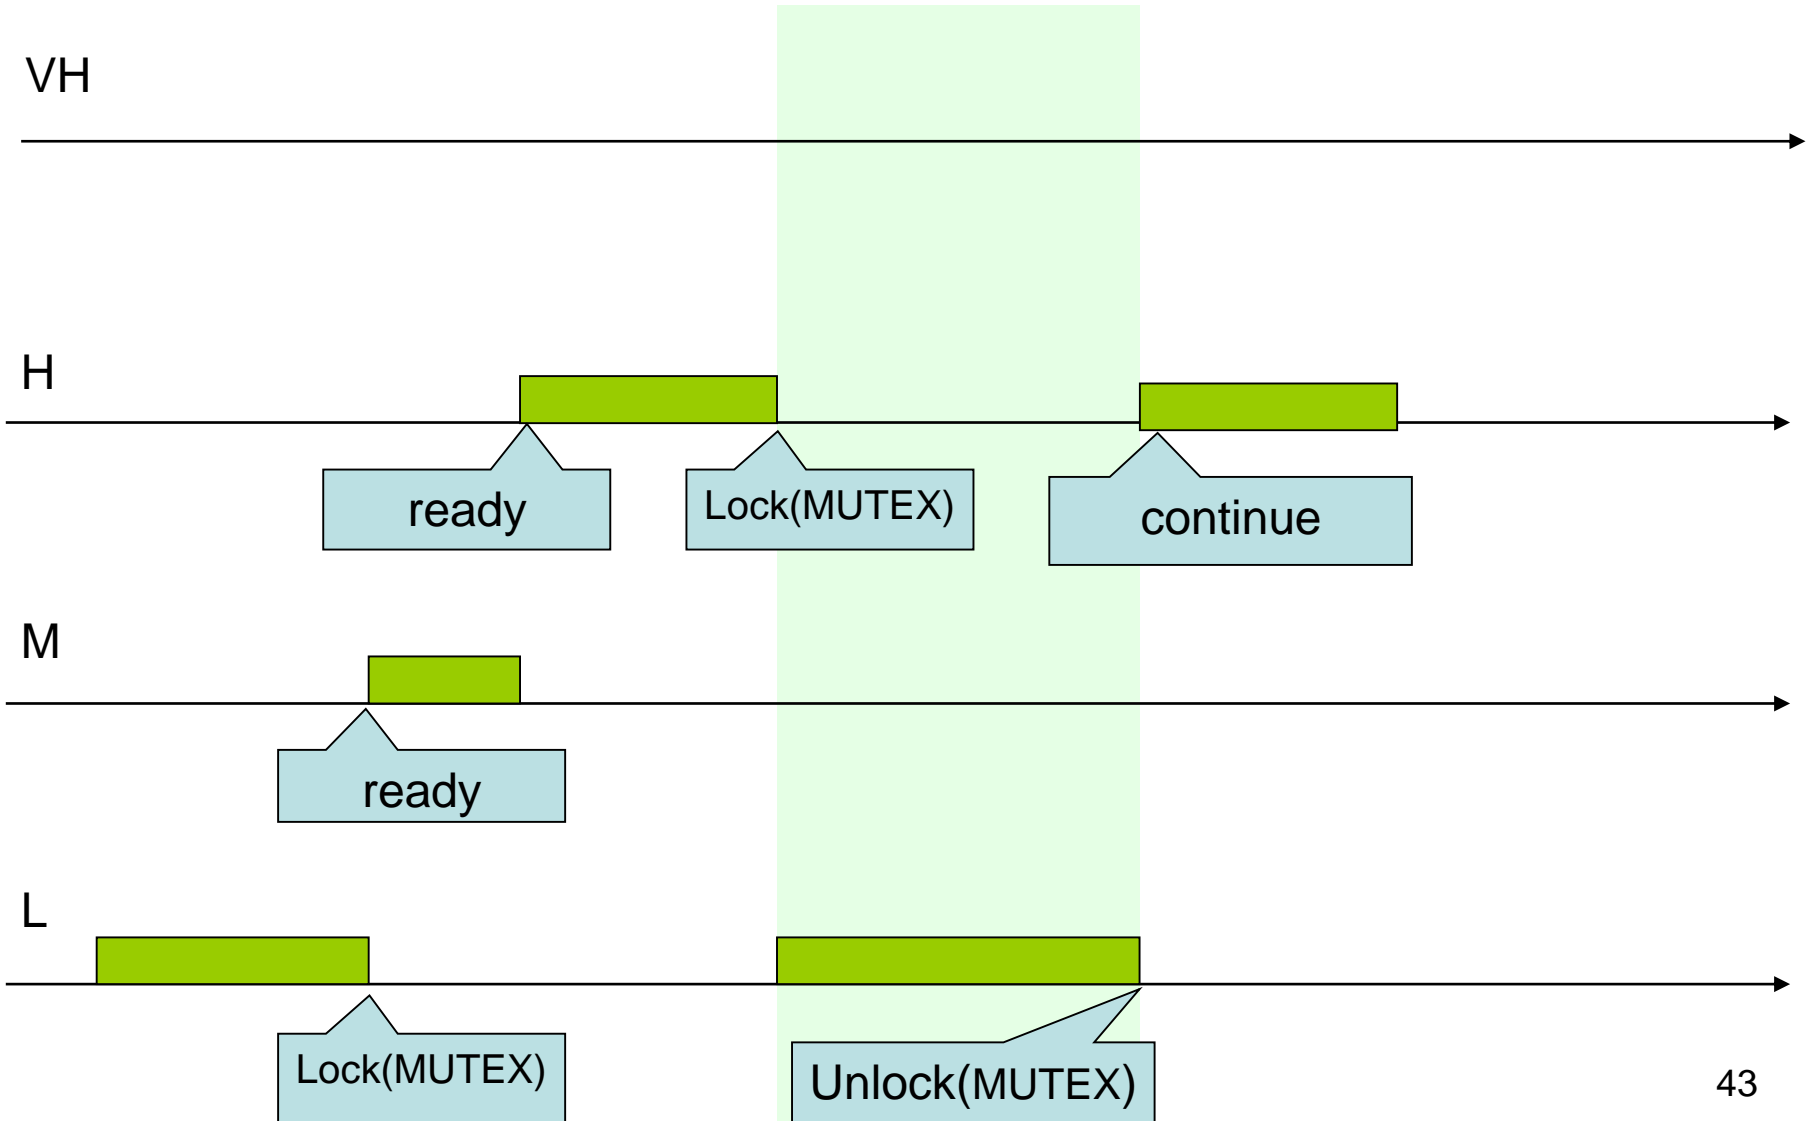 VH
H
ready
Lock(MUTEX)
continue
M
ready
L
Lock(MUTEX)
Unlock(MUTEX)
43